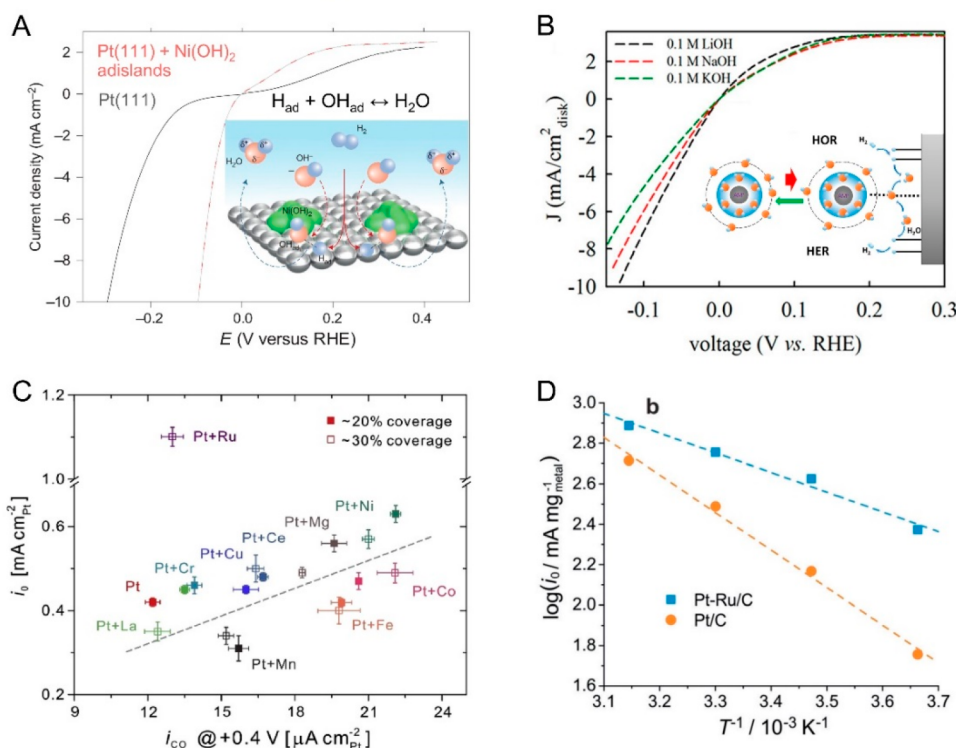 A
Current density (mA cm−2)
Pt(111) + Ni(OH)2
adislands
Pt(111)
Had + OHad ↔ H2O
H2
H2O
OH−
δ+
δ+
δ
δ+
δ+
δ
−
Ni(OH)2
OHad
Had
2
0
−2
−4
−6
−8
−10
−0.2
0.0
0.2
0.4
E (V versus RHE)
B
J (mA/cm2disk)
0.1 M LiOH
0.1 M NaOH
0.1 M KOH
HOR
HER
H2
H2O
H2
2
0
-2
-4
-6
-8
-10
-0.1
0.0
0.1
0.2
0.3
voltage (V vs. RHE)
C
i0 [mA cm−2Pt]
1.2
1.0
0.6
0.4
0.2
~20% coverage
~30% coverage
Pt+Ru
Pt+Ni
Pt+Mg
Pt+Ce
Pt+Cu
Pt+Cr
Pt
Pt+Co
Pt+La
Pt+Fe
Pt+Mn
9
12
15
18
21
24
iCO @+0.4 V [μA cm−2Pt]
D
b
log(i0/ mA mg−1metal)
3.0
2.8
2.6
2.4
2.2
2.0
1.8
1.6
Pt-Ru/C
Pt/C
3.1
3.2
3.3
3.4
3.5
3.6
3.7
T−1 / 10−3 K−1